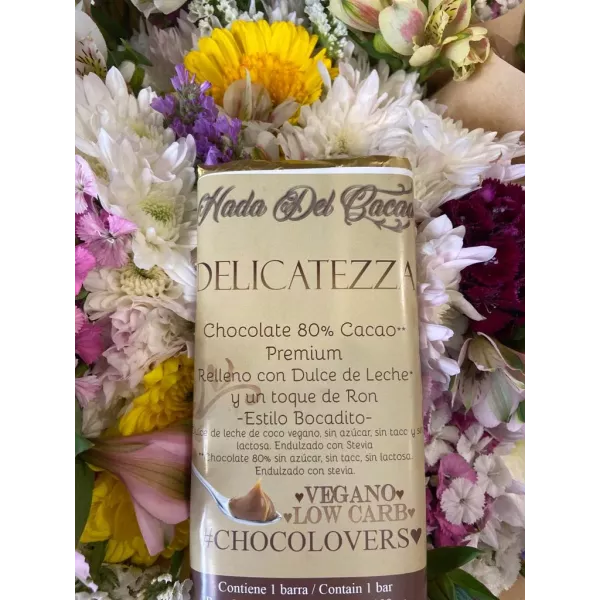 Hada Del Cacao
DELICATEZZA
Chocolate 80% Cacao**
Premium
Relleno con Dulce de Leche*
y un toque de Ron
-Estilo Bocadito-
de leche de coco vegano, sin azúcar, sin tacc y
lactosa. Endulzado con Stevia
**Chocolate 80% sin azúcar, sin tacc, sin lactosa.
Endulzado con stevia.
♥VEGANO♥
♥LOW CARB♥
#CHOCOLOVERS♥
Contiene 1 barra / Contain 1 bar